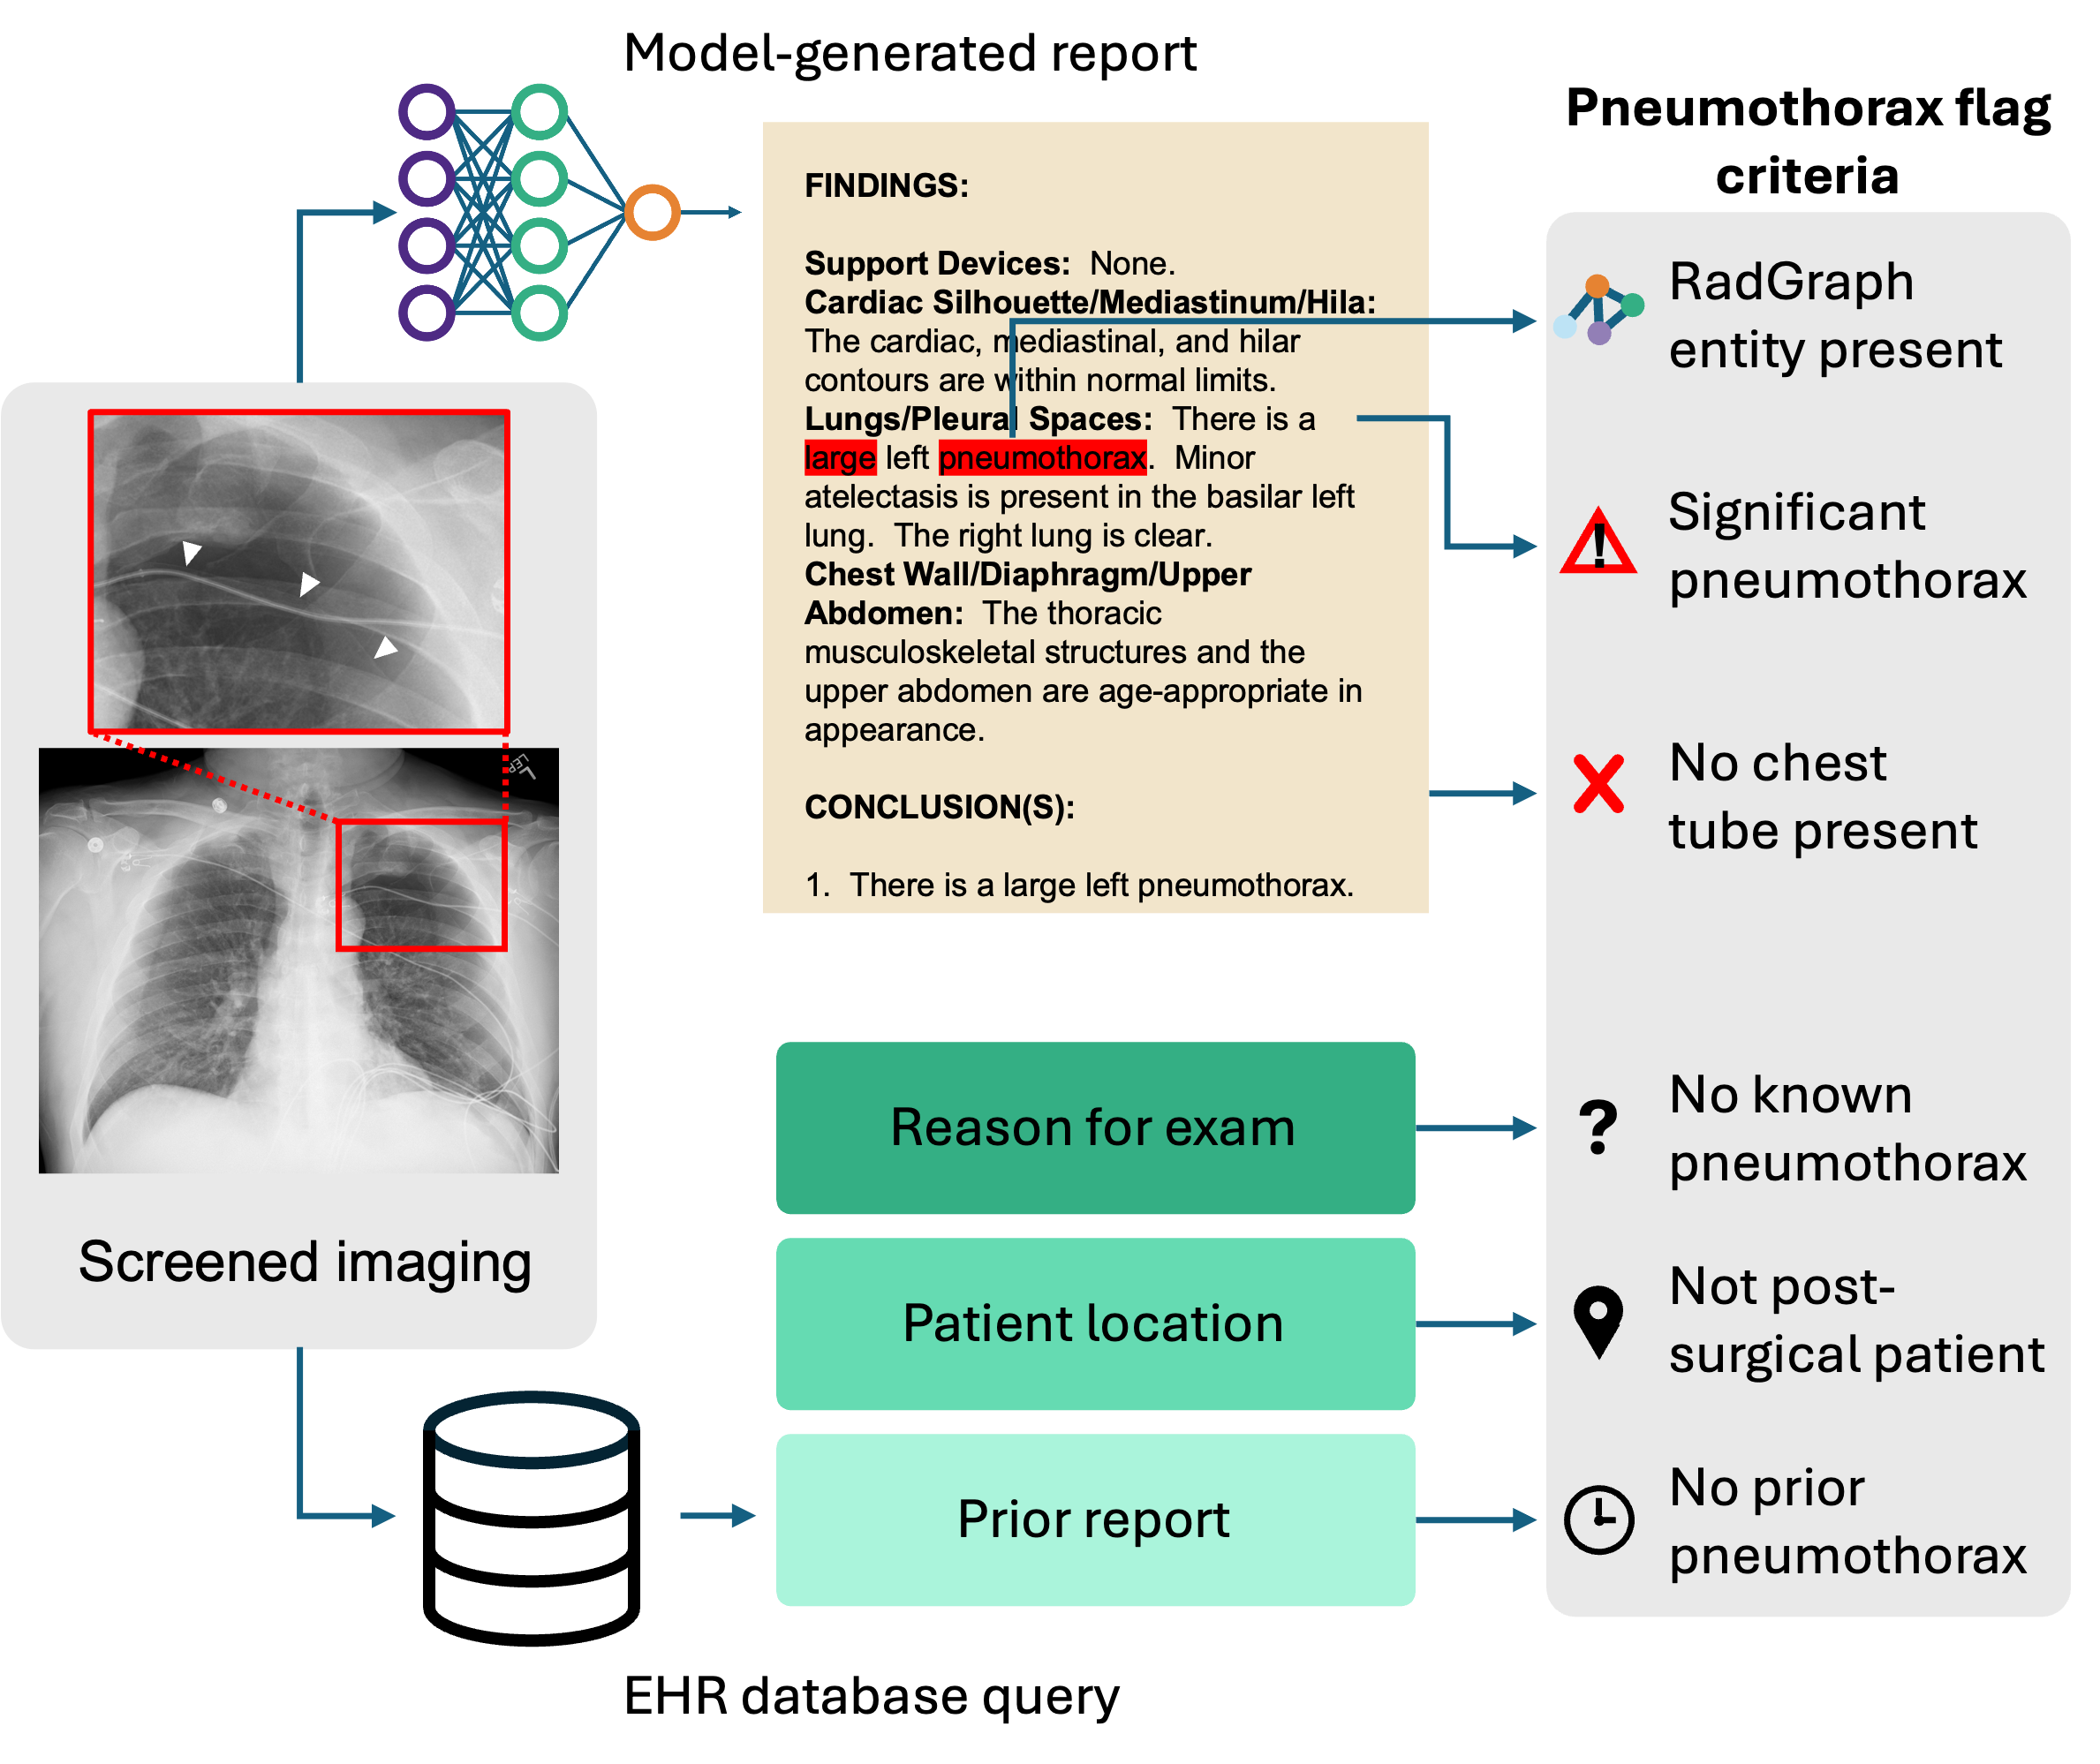 Model-generated report
FINDINGS:
Support Devices: None.
Cardiac Silhouette/Mediastinum/Hila:
The cardiac, mediastinal, and hilar
contours are within normal limits.
Lungs/Pleural Spaces: There is a
large left pneumothorax. Minor
atelectasis is present in the basilar left
lung. The right lung is clear.
Chest Wall/Diaphragm/Upper
Abdomen: The thoracic
musculoskeletal structures and the
upper abdomen are age-appropriate in
appearance.
CONCLUSION(S):
1. There is a large left pneumothorax.
Pneumothorax flag
criteria
RadGraph
entity present
Significant
pneumothorax
No chest
tube present
No known
pneumothorax
Not post-
surgical patient
No prior
pneumothorax
Screened imaging
Reason for exam
Patient location
Prior report
EHR database query